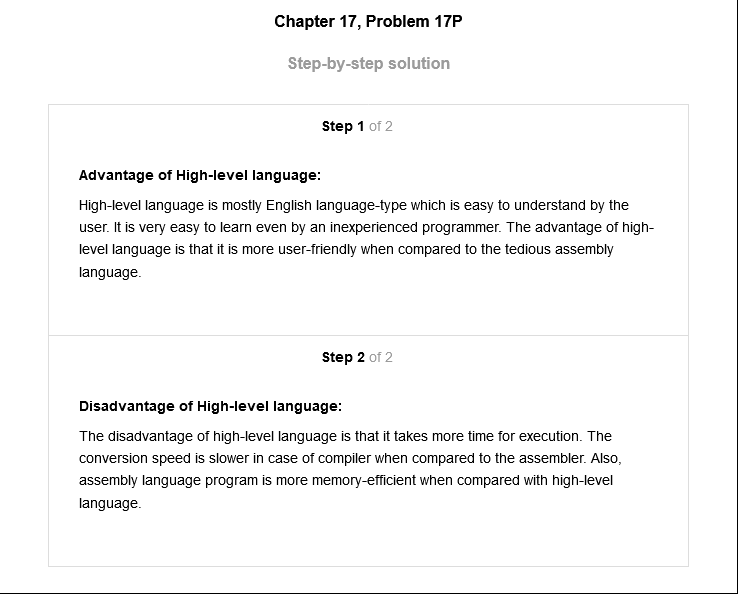 Chapter 17, Problem 17P
Step-by-step solution
Step 1 of 2
Advantage of High-level language:
High-level language is mostly English language-type which is easy to understand by the
user. It is very easy to learn even by an inexperienced programmer. The advantage of high-
level language is that it is more user-friendly when compared to the tedious assembly
language.
Step 2 of 2
Disadvantage of High-level language:
The disadvantage of high-level language is that it takes more time for execution. The
conversion speed is slower in case of compiler when compared to the assembler. Also,
assembly language program is more memory-efficient when compared with high-level
language.